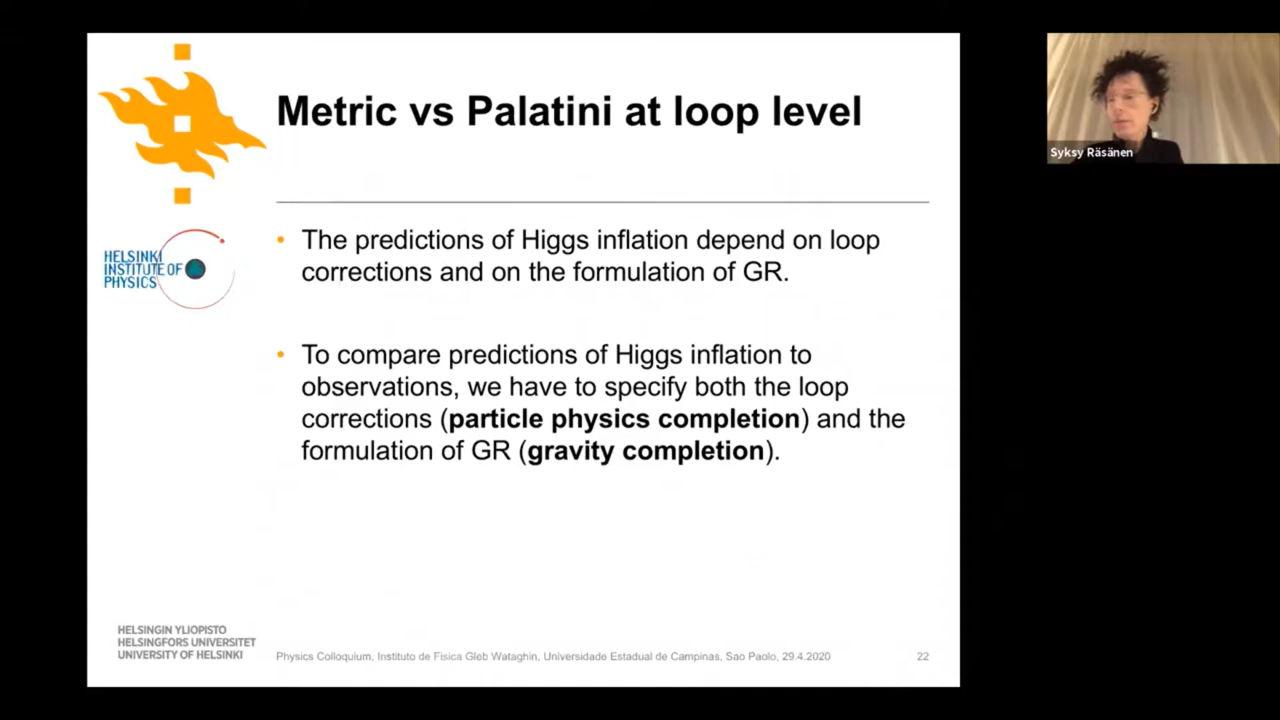 Metric vs Palatini at loop level
HELSINKI
INSTITUTE OF
PHYSICS
• The predictions of Higgs inflation depend on loop
corrections and on the formulation of GR.
• To compare predictions of Higgs inflation to
observations, we have to specify both the loop
corrections (particle physics completion) and the
formulation of GR (gravity completion).
HELSINGIN YLIOPISTO
HELSINGFORS UNIVERSITET
UNIVERSITY OF HELSINKI
Physics Colloquium, Instituto de Fisica Gleb Wataghin, Universidade Estadual de Campinas, Sao Paolo, 29.4.2020
22
Syksy Räsänen